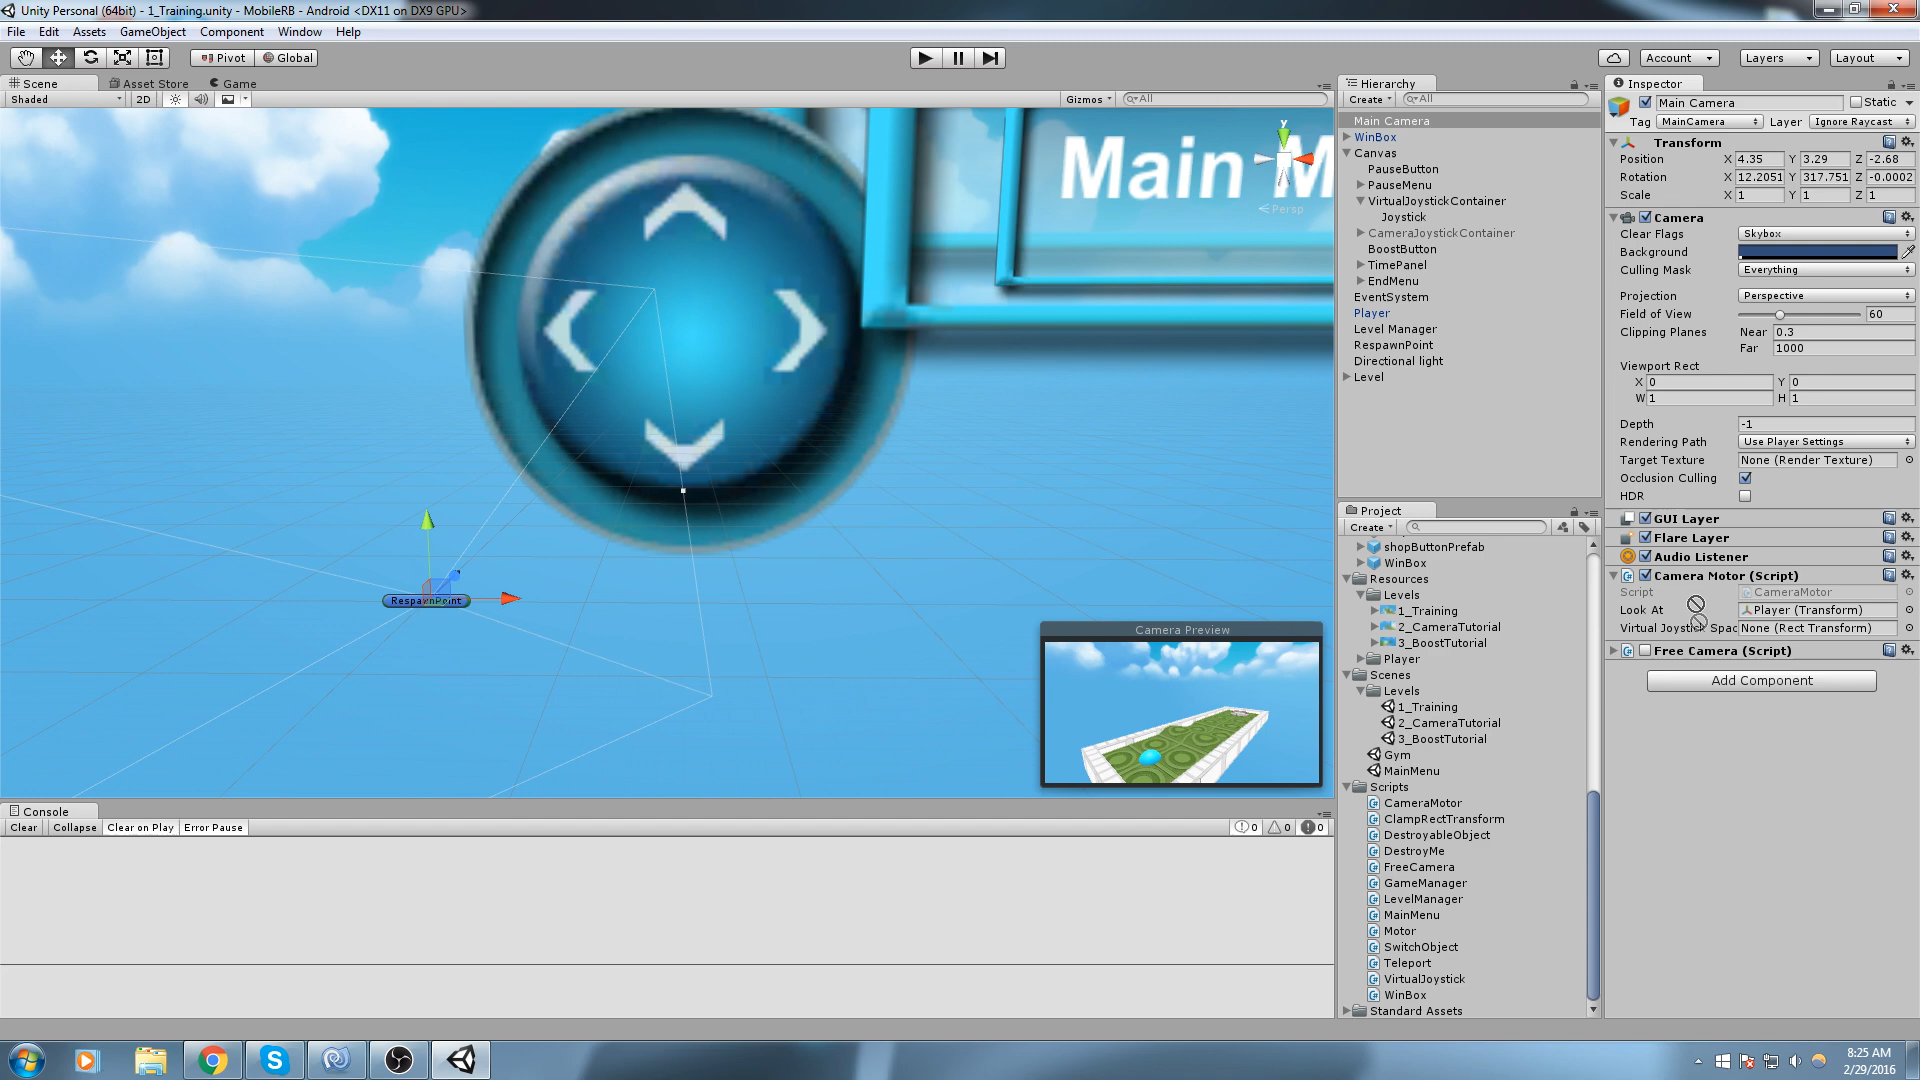 Unity Personal (64bit) - 1_Training.unity - MobileRB - Android <DX11 on DX9 GPU>
File Edit Assets GameObject Component Window Help
Pivot Global Account Layers Layout
Scene Asset Store Game
Shaded 2D Gizmos All
Main M
y
Persp
RespawnPoint
Camera Preview
Console
Clear Collapse Clear on Play Error Pause 0 0 0
Hierarchy
Create All
Main Camera
WinBox
Canvas
PauseButton
PauseMenu
VirtualJoystickContainer
Joystick
CameraJoystickContainer
BoostButton
TimePanel
EndMenu
EventSystem
Player
Level Manager
RespawnPoint
Directional light
Level
Project
Create
shopButtonPrefab
WinBox
Resources
Levels
1_Training
2_CameraTutorial
3_BoostTutorial
Player
Scenes
Levels
1_Training
2_CameraTutorial
3_BoostTutorial
Gym
MainMenu
Scripts
CameraMotor
ClampRectTransform
DestroyableObject
DestroyMe
FreeCamera
GameManager
LevelManager
MainMenu
Motor
SwitchObject
Teleport
VirtualJoystick
WinBox
Standard Assets
Inspector
Main Camera Static
Tag MainCamera Layer Ignore Raycast
Transform
Position X 4.35 Y 3.29 Z -2.68
Rotation X 12.2051 Y 317.751 Z -0.0002
Scale X 1 Y 1 Z 1
Camera
Clear Flags Skybox
Background
Culling Mask Everything
Projection Perspective
Field of View 60
Clipping Planes Near 0.3
Far 1000
Viewport Rect
X 0 Y 0
W 1 H 1
Depth -1
Rendering Path Use Player Settings
Target Texture None (Render Texture)
Occlusion Culling
HDR
GUI Layer
Flare Layer
Audio Listener
Camera Motor (Script)
Script CameraMotor
Look At Player (Transform)
Virtual Joystick Spac None (Rect Transform)
Free Camera (Script)
Add Component
8:25 AM
2/29/2016